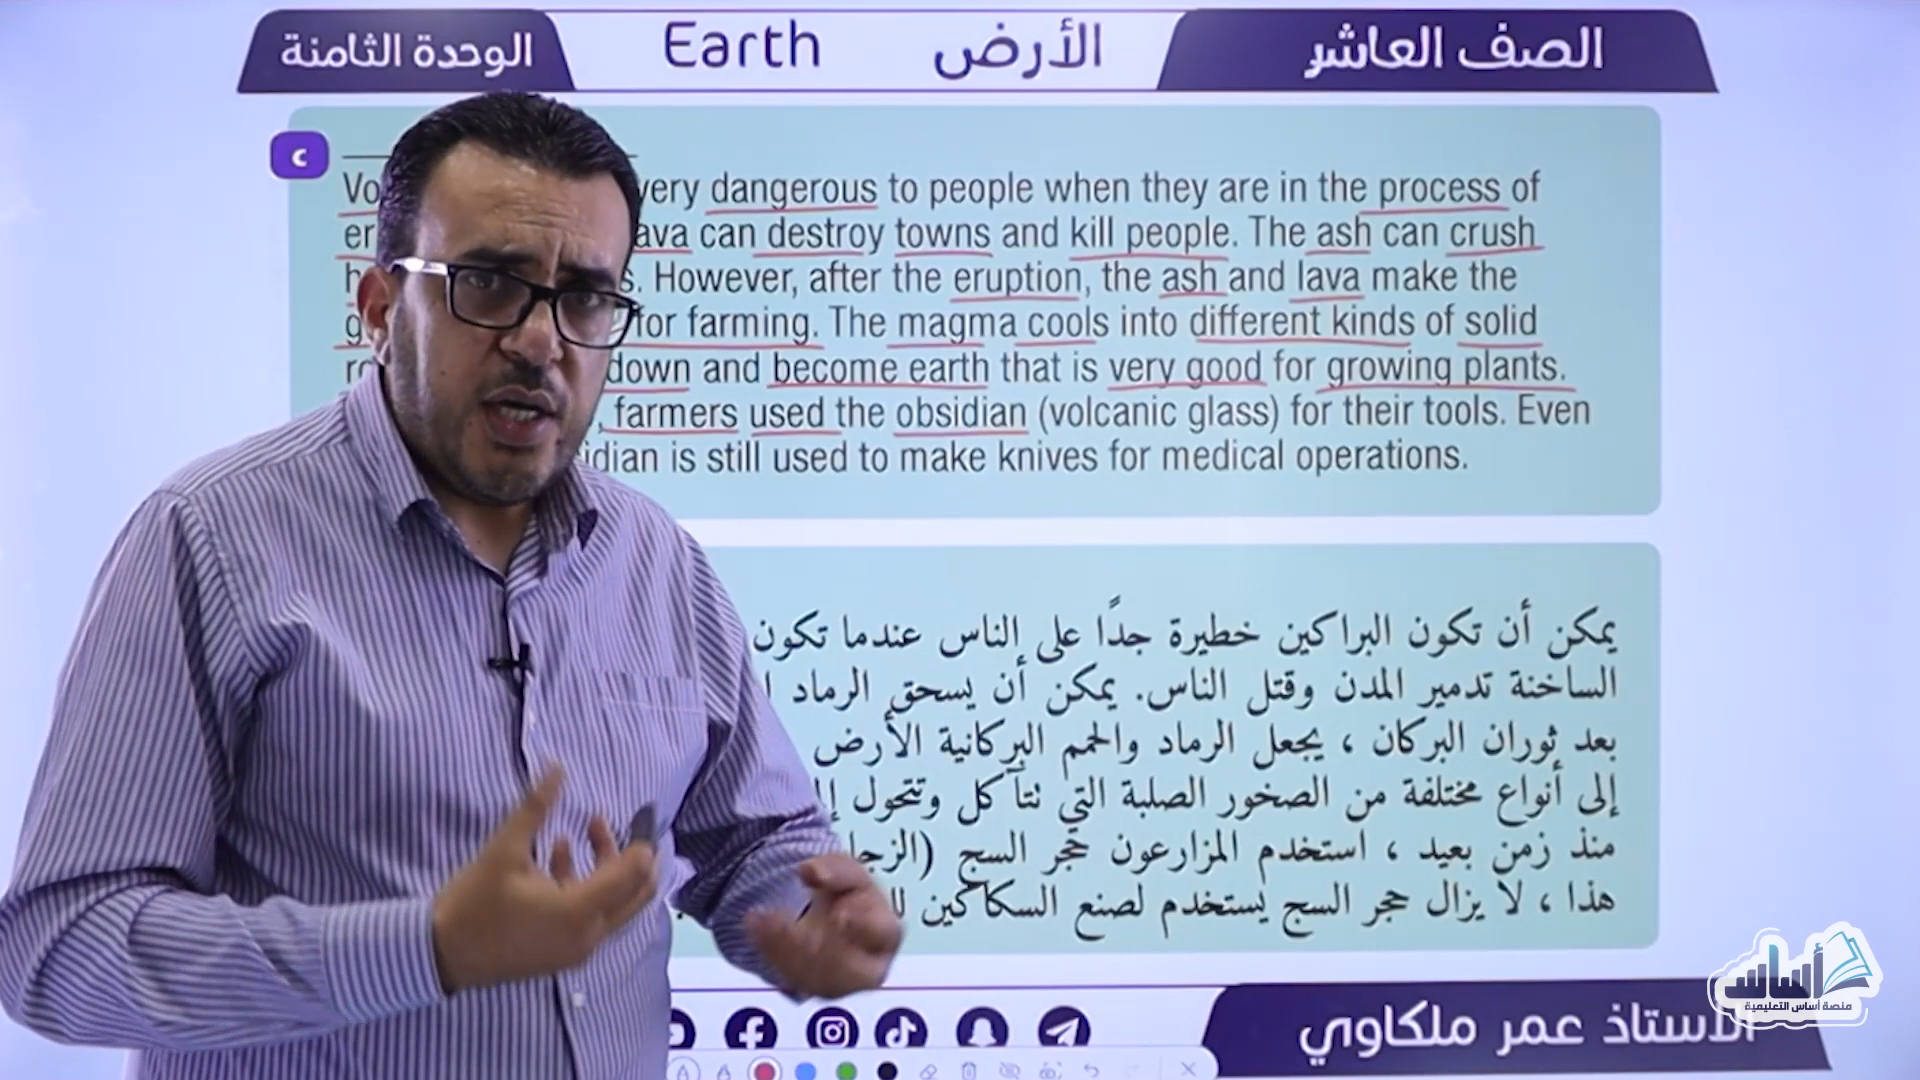 الصف العاشر
الأرض Earth
الوحدة الثامنة
c
very dangerous to people when they are in the process of
can destroy towns and kill people. The ash can crush
However, after the eruption, the ash and lava make the
for farming. The magma cools into different kinds of solid
down and become earth that is very good for growing plants.
, farmers used the obsidian (volcanic glass) for their tools. Even
is still used to make knives for medical operations.
يمكن أن تكون البراكين خطيرة جدًا على الناس عندما تكون
الساخنة تدمير المدن وقتل الناس. يمكن أن يسحق الرماد
بعد ثوران البركان ، يجعل الرماد والحمم البركانية الأرض
إلى أنواع مختلفة من الصخور الصلبة التي تتآكل وتتحول
منذ زمن بعيد ، استخدم المزارعون حجر السج
هذا ، لا يزال حجر السج يستخدم لصنع السكاكين
أساس
منصة أساس التعليمية
الأستاذ عمر ملكاوي